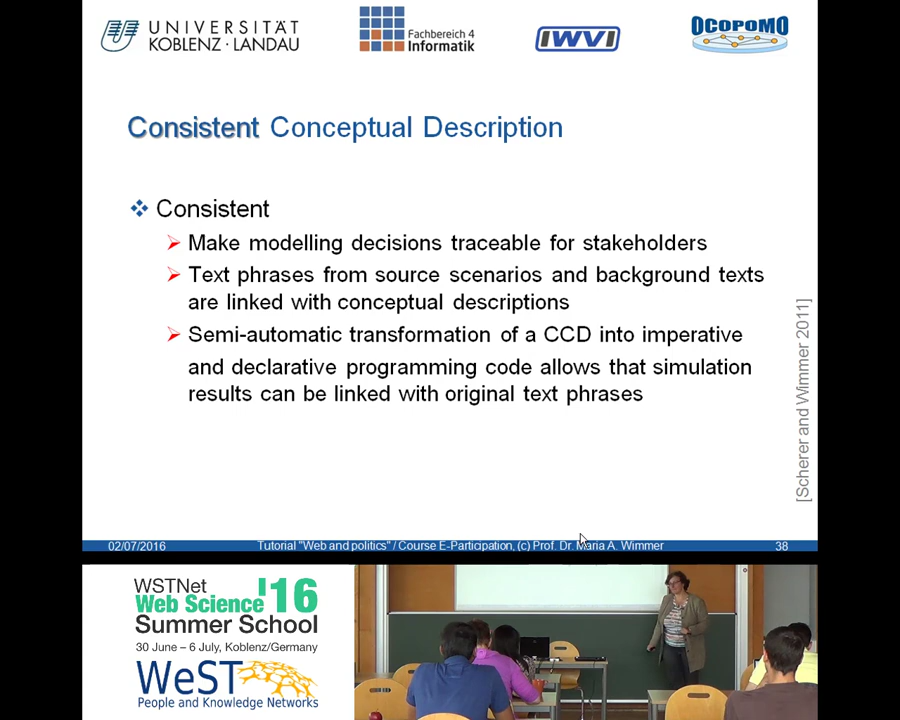 UNIVERSITÄT
KOBLENZ · LANDAU
Fachbereich 4
Informatik
IWVI
OCOPOMO
Consistent Conceptual Description
Consistent
Make modelling decisions traceable for stakeholders
Text phrases from source scenarios and background texts
are linked with conceptual descriptions
Semi-automatic transformation of a CCD into imperative
and declarative programming code allows that simulation
results can be linked with original text phrases
[Scherer and Wimmer 2011]
02/07/2016 Tutorial "Web and politics" / Course E-Participation, (c) Prof. Dr. Maria A. Wimmer 38
WSTNet
Web Science '16
Summer School
30 June – 6 July, Koblenz/Germany
WeST
People and Knowledge Networks